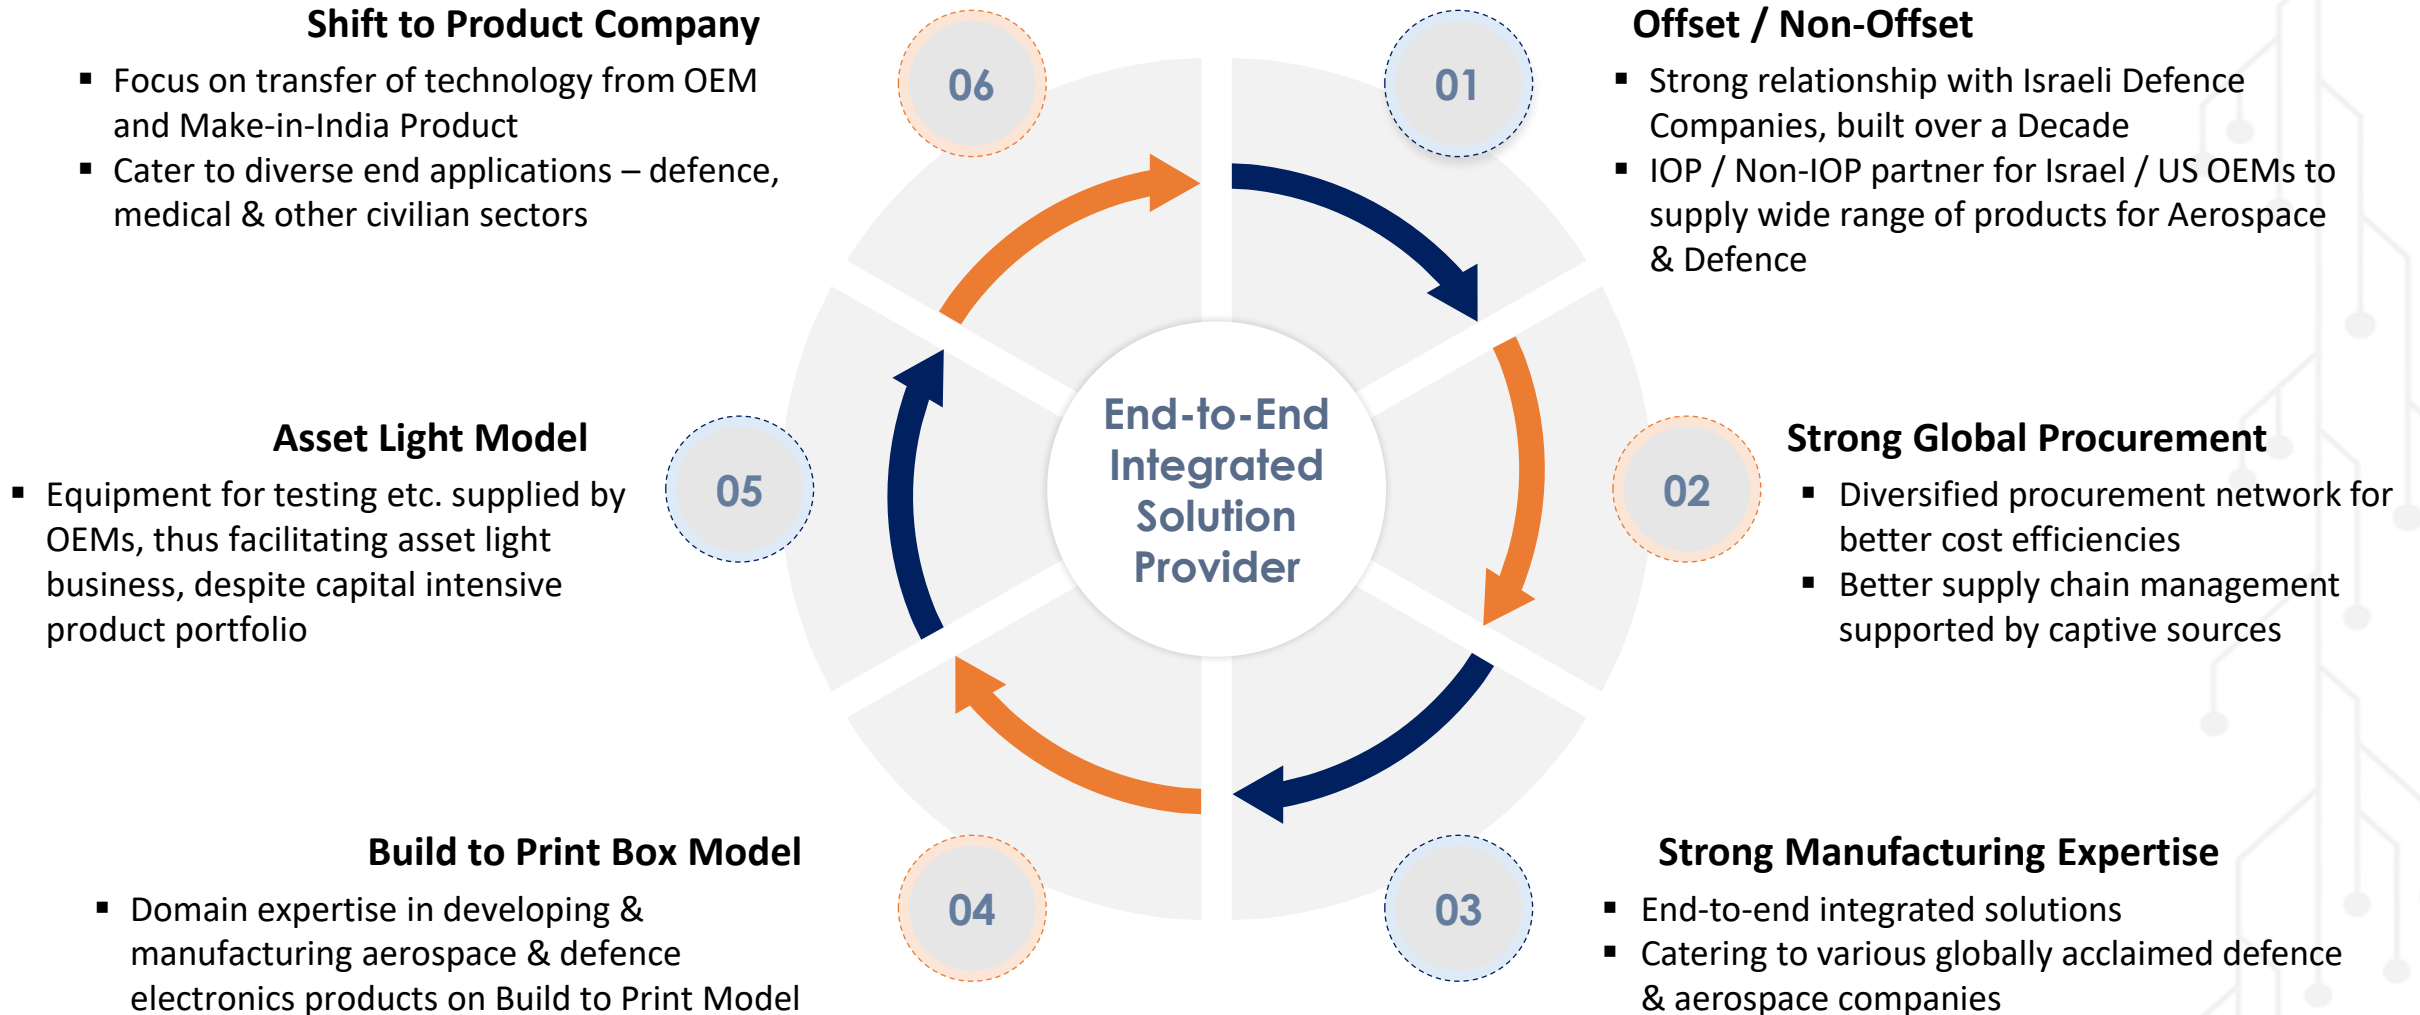 Shift to Product Company
▪ Focus on transfer of technology from OEM
and Make-in-India Product
▪ Cater to diverse end applications – defence,
medical & other civilian sectors
06
01
Offset / Non-Offset
▪ Strong relationship with Israeli Defence
Companies, built over a Decade
▪ IOP / Non-IOP partner for Israel / US OEMs to
supply wide range of products for Aerospace
& Defence
Asset Light Model
▪ Equipment for testing etc. supplied by
OEMs, thus facilitating asset light
business, despite capital intensive
product portfolio
05
End-to-End
Integrated
Solution
Provider
02
Strong Global Procurement
▪ Diversified procurement network for
better cost efficiencies
▪ Better supply chain management
supported by captive sources
Build to Print Box Model
▪ Domain expertise in developing &
manufacturing aerospace & defence
electronics products on Build to Print Model
04
03
Strong Manufacturing Expertise
▪ End-to-end integrated solutions
▪ Catering to various globally acclaimed defence
& aerospace companies